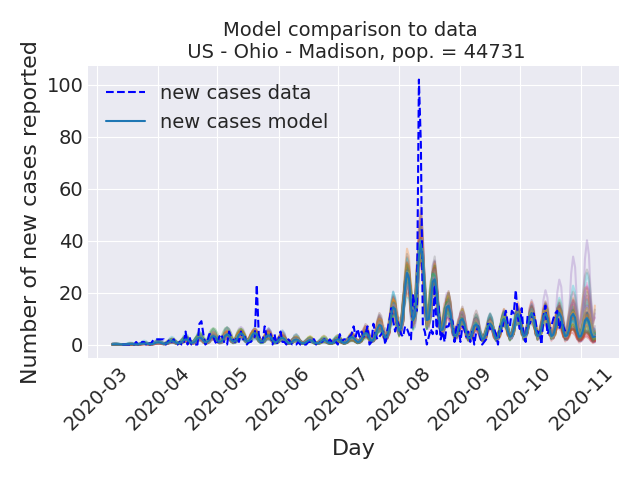 Model comparison to data
US - Ohio - Madison, pop. = 44731
Number of new cases reported
100
80
60
40
20
0
new cases data
new cases model
2020-03
2020-04
2020-05
2020-06
2020-07
2020-08
2020-09
2020-10
2020-11
Day